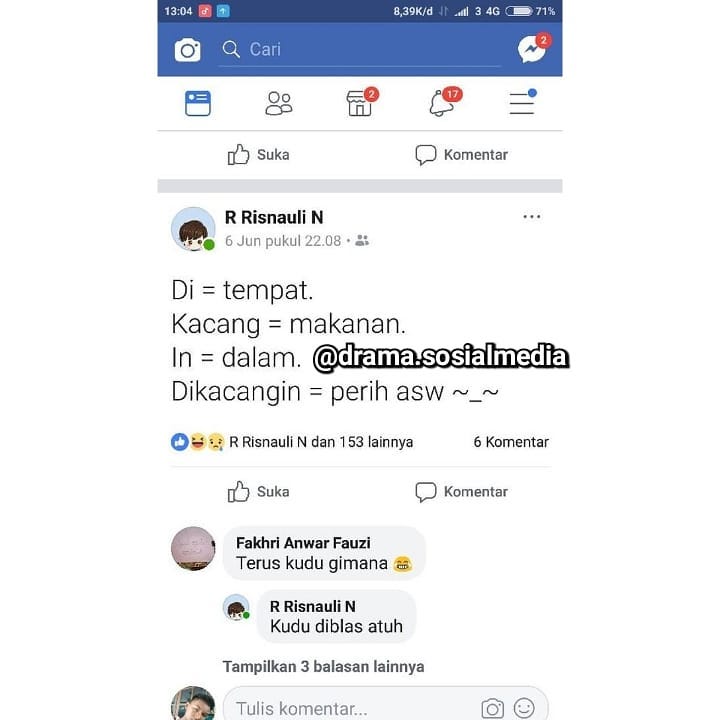 13:04 8,39K/d 3 4G 71%
Cari 2
2 17
Suka Komentar
R Risnauli N
6 Jun pukul 22.08
Di = tempat.
Kacang = makanan.
In = dalam. @drama.sosialmedia
Dikacangin = perih asw ~_~
R Risnauli N dan 153 lainnya 6 Komentar
Suka Komentar
Fakhri Anwar Fauzi
Terus kudu gimana 😂
R Risnauli N
Kudu diblas atuh
Tampilkan 3 balasan lainnya
Tulis komentar...